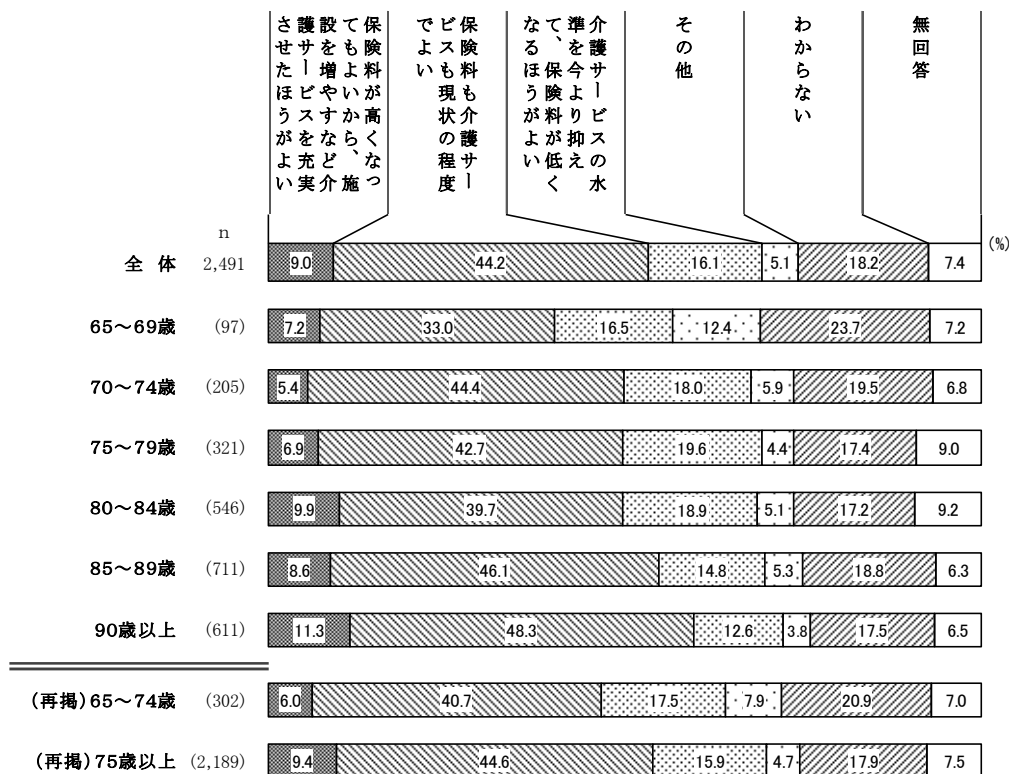 保険料が高くなっ
てもよいから、施
設を増やすなど介
護サービスを充実
させたほうがよい
保険料も介護サー
ビスも現状の程度
でよい
介護サービスの水
準を今より抑え
て、保険料が低く
なるほうがよい
その他
わからない
無回答
n
(%)
全 体 2,491 9.0 44.2 16.1 5.1 18.2 7.4
65～69歳 (97) 7.2 33.0 16.5 12.4 23.7 7.2
70～74歳 (205) 5.4 44.4 18.0 5.9 19.5 6.8
75～79歳 (321) 6.9 42.7 19.6 4.4 17.4 9.0
80～84歳 (546) 9.9 39.7 18.9 5.1 17.2 9.2
85～89歳 (711) 8.6 46.1 14.8 5.3 18.8 6.3
90歳以上 (611) 11.3 48.3 12.6 3.8 17.5 6.5
(再掲)65～74歳 (302) 6.0 40.7 17.5 7.9 20.9 7.0
(再掲)75歳以上 (2,189) 9.4 44.6 15.9 4.7 17.9 7.5